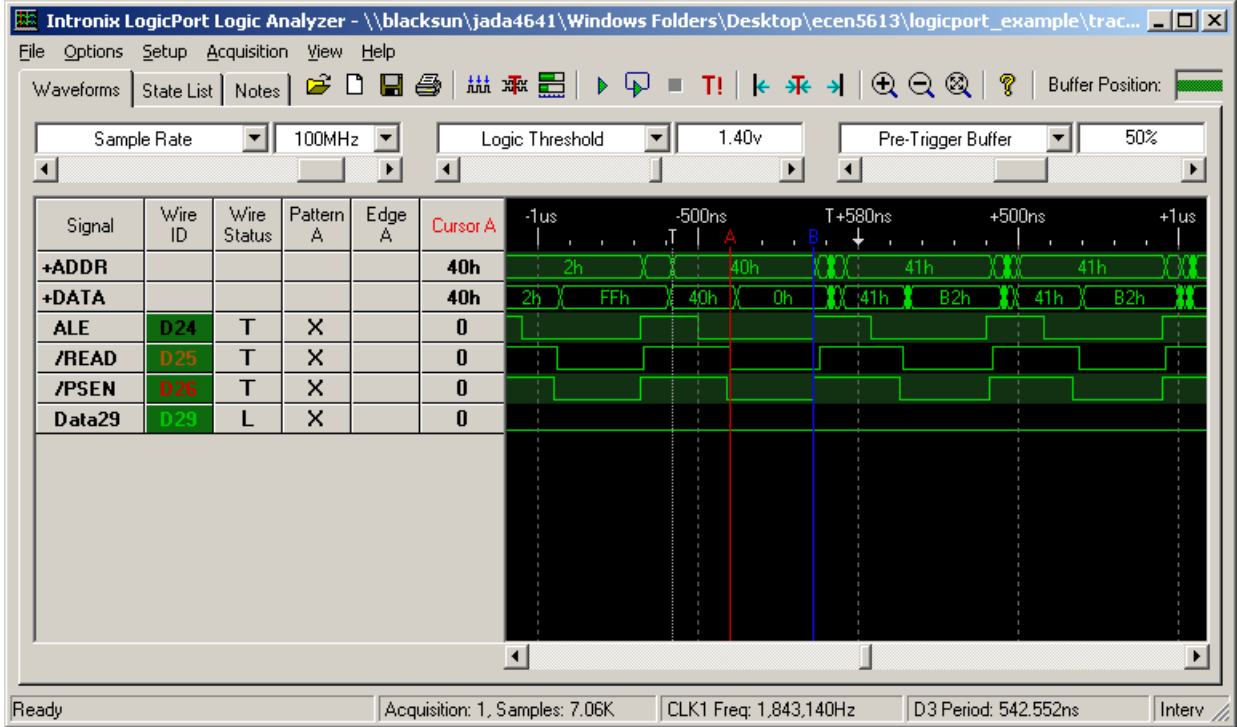 Intronix LogicPort Logic Analyzer - \\blacksun\jada4641\Windows Folders\Desktop\ecen5613\logicport_example\trac...
File Options Setup Acquisition View Help
Waveforms State List Notes T! Buffer Position:
Sample Rate 100MHz Logic Threshold 1.40v Pre-Trigger Buffer 50%
Signal Wire ID Wire Status Pattern A Edge A Cursor A -1us -500ns T+580ns +500ns +1us
T A B
+ADDR 40h 2h 40h 41h 41h
+DATA 40h 2h FFh 40h 0h 41h B2h 41h B2h
ALE D24 T X 0
/READ D25 T X 0
/PSEN D26 T X 0
Data29 D29 L X 0
Ready Acquisition: 1, Samples: 7.06K CLK1 Freq: 1,843,140Hz D3 Period: 542.552ns Interv